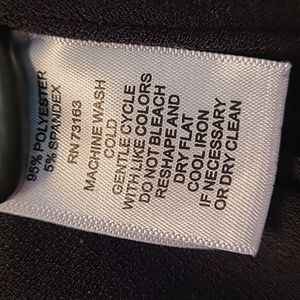 95% POLYESTER
5% SPANDEX
RN 73163
MACHINE WASH
COLD
GENTLE CYCLE
WITH LIKE COLORS
DO NOT BLEACH
RESHAPE AND
DRY FLAT
COOL IRON
IF NECESSARY
OR DRY CLEAN